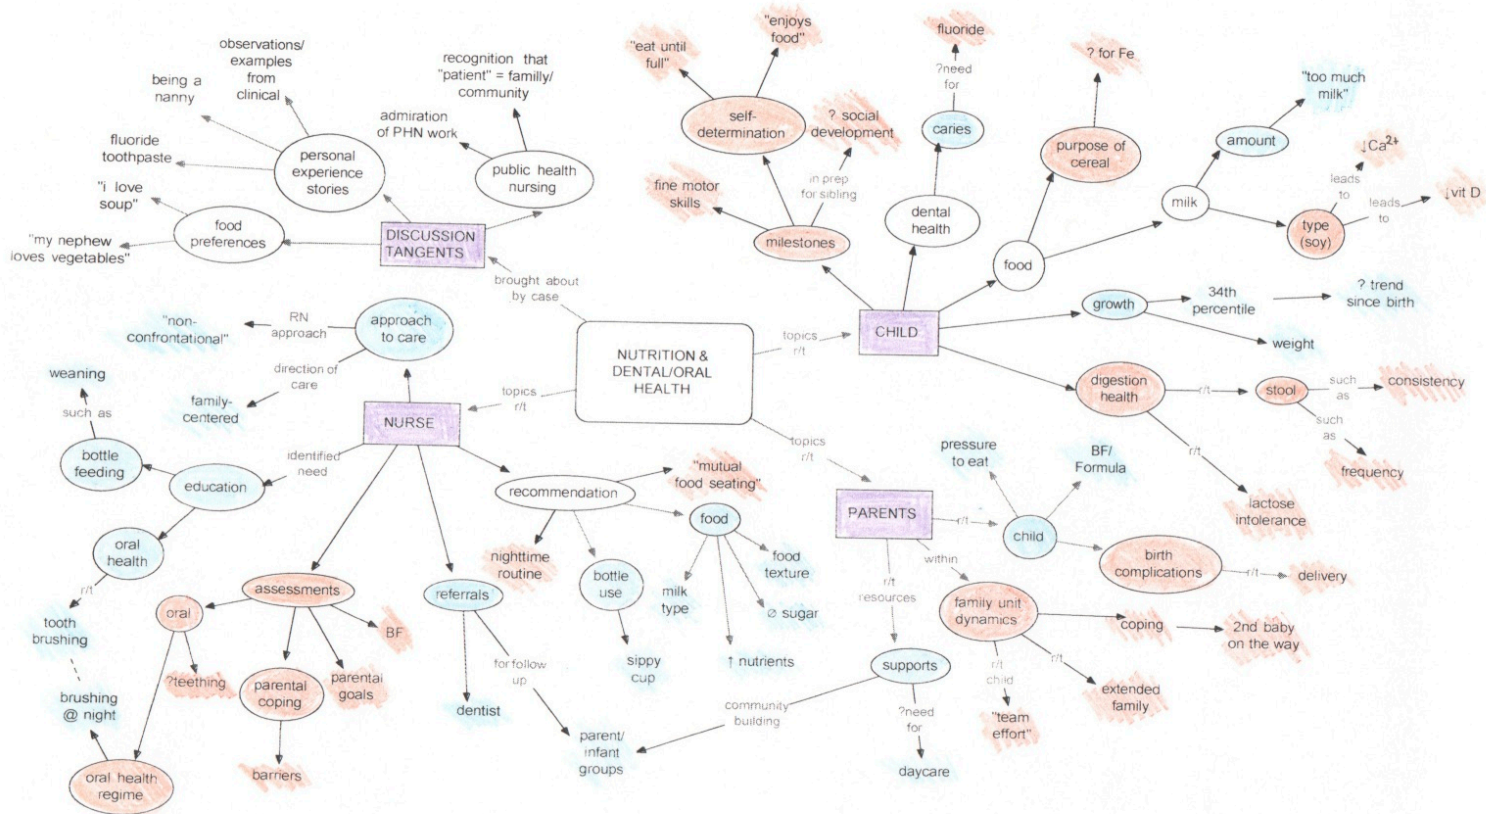 observations/
examples
from
clinical
being a
nanny
fluoride
toothpaste
"i love
soup"
"my nephew
loves vegetables"
personal
experience
stories
food
preferences
recognition that
"patient" = familly/
community
admiration
of PHN work
public health
nursing
DISCUSSION
TANGENTS
brought about
by case
"eat until
full"
"enjoys
food"
self-
determination
? social
development
in prep
for sibling
fine motor
skills
milestones
fluoride
?need
for
caries
dental
health
? for Fe
purpose of
cereal
food
milk
amount
"too much
milk"
type
(soy)
leads
to
↓Ca2+
leads
to
↓vit D
CHILD
topics
r/t
growth
34th
percentile
? trend
since birth
weight
digestion
health
r/t
stool
such
as
consistency
such
as
frequency
r/t
lactose
intolerance
NUTRITION &
DENTAL/ORAL
HEALTH
topics
r/t
NURSE
approach
to care
RN
approach
"non-
confrontational"
direction of
care
family-
centered
identified
need
education
bottle
feeding
such as
weaning
oral
health
r/t
tooth
brushing
brushing
@ night
oral health
regime
assessments
oral
?teething
parental
coping
barriers
parental
goals
BF
referrals
dentist
for follow
up
parent/
infant
groups
recommendation
"mutual
food seating"
nighttime
routine
bottle
use
sippy
cup
food
milk
type
↑ nutrients
∅ sugar
food
texture
topics
r/t
PARENTS
r/t
child
pressure
to eat
BF/
Formula
birth
complications
r/t
delivery
within
family unit
dynamics
coping
2nd baby
on the way
r/t
extended
family
r/t
child
"team
effort"
r/t
resources
supports
community
building
?need
for
daycare